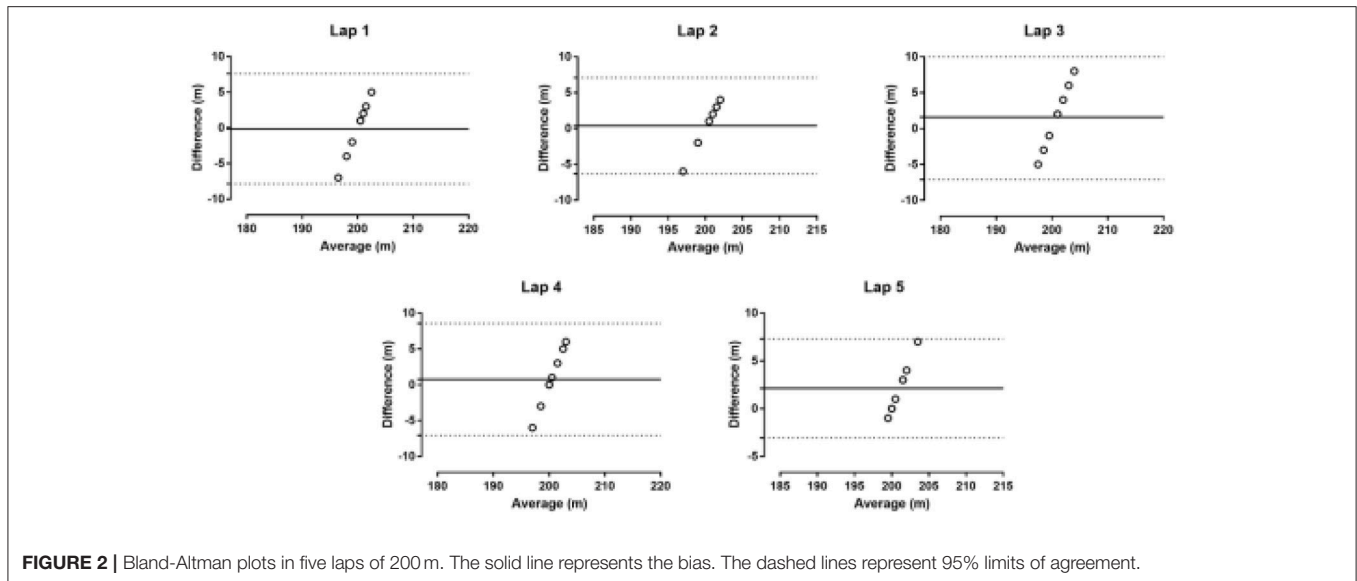 Lap 1
Difference (m)
10
5
0
-5
-10
180 190 200 210 220
Average (m)
Lap 2
Difference (m)
10
5
0
-5
-10
185 190 195 200 205 210 215
Average (m)
Lap 3
Difference (m)
10
5
0
-5
-10
180 190 200 210 220
Average (m)
Lap 4
Difference (m)
10
5
0
-5
-10
180 190 200 210 220
Average (m)
Lap 5
Difference (m)
10
5
0
-5
185 190 195 200 205 210 215
Average (m)
FIGURE 2 | Bland-Altman plots in five laps of 200 m. The solid line represents the bias. The dashed lines represent 95% limits of agreement.